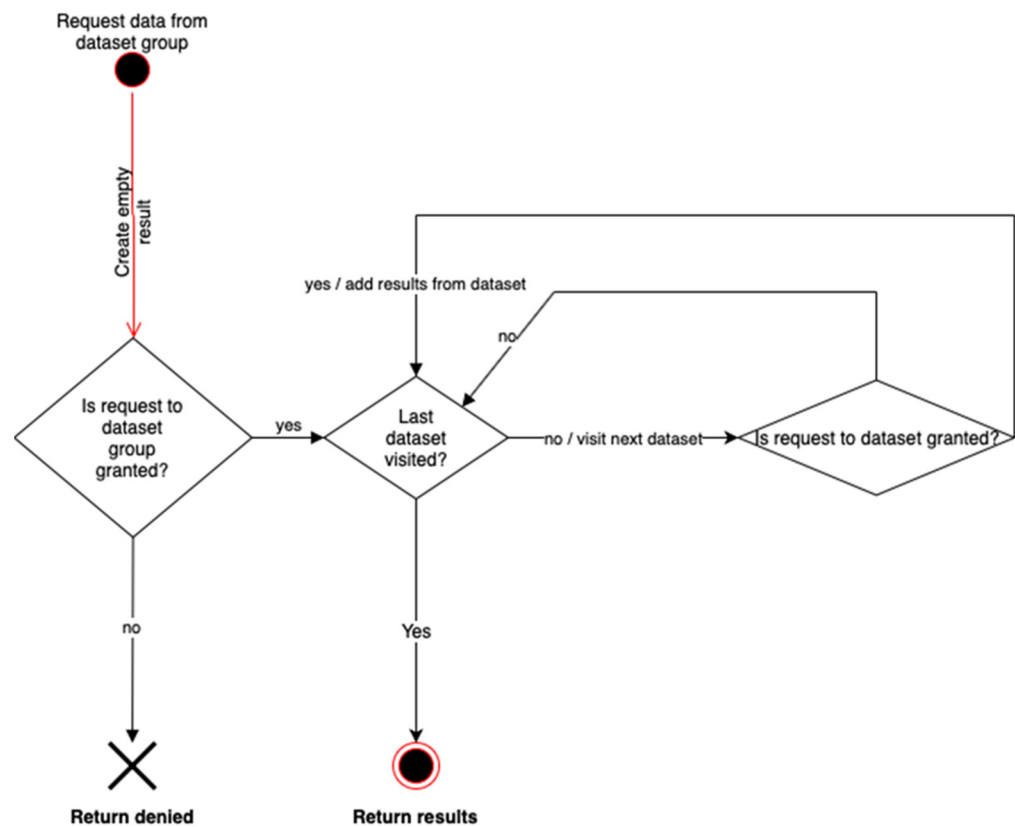 Request data from
dataset group
Create empty
result
yes / add results from dataset
no
Is request to
dataset
group
granted?
yes
Last
dataset
visited?
no / visit next dataset
Is request to dataset granted?
no
Yes
Return denied
Return results